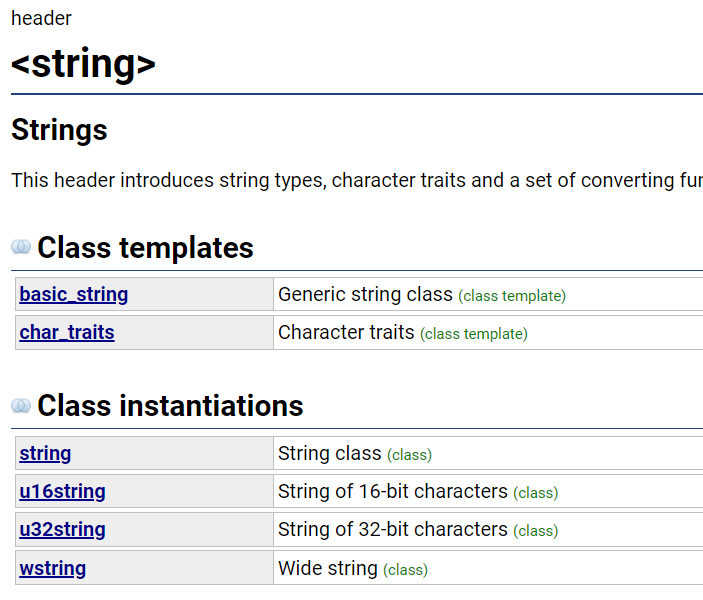 header
<string>
Strings
This header introduces string types, character traits and a set of converting
Class templates
basic_string Generic string class (class template)
char_traits Character traits (class template)
Class instantiations
string String class (class)
u16string String of 16-bit characters (class)
u32string String of 32-bit characters (class)
wstring Wide string (class)